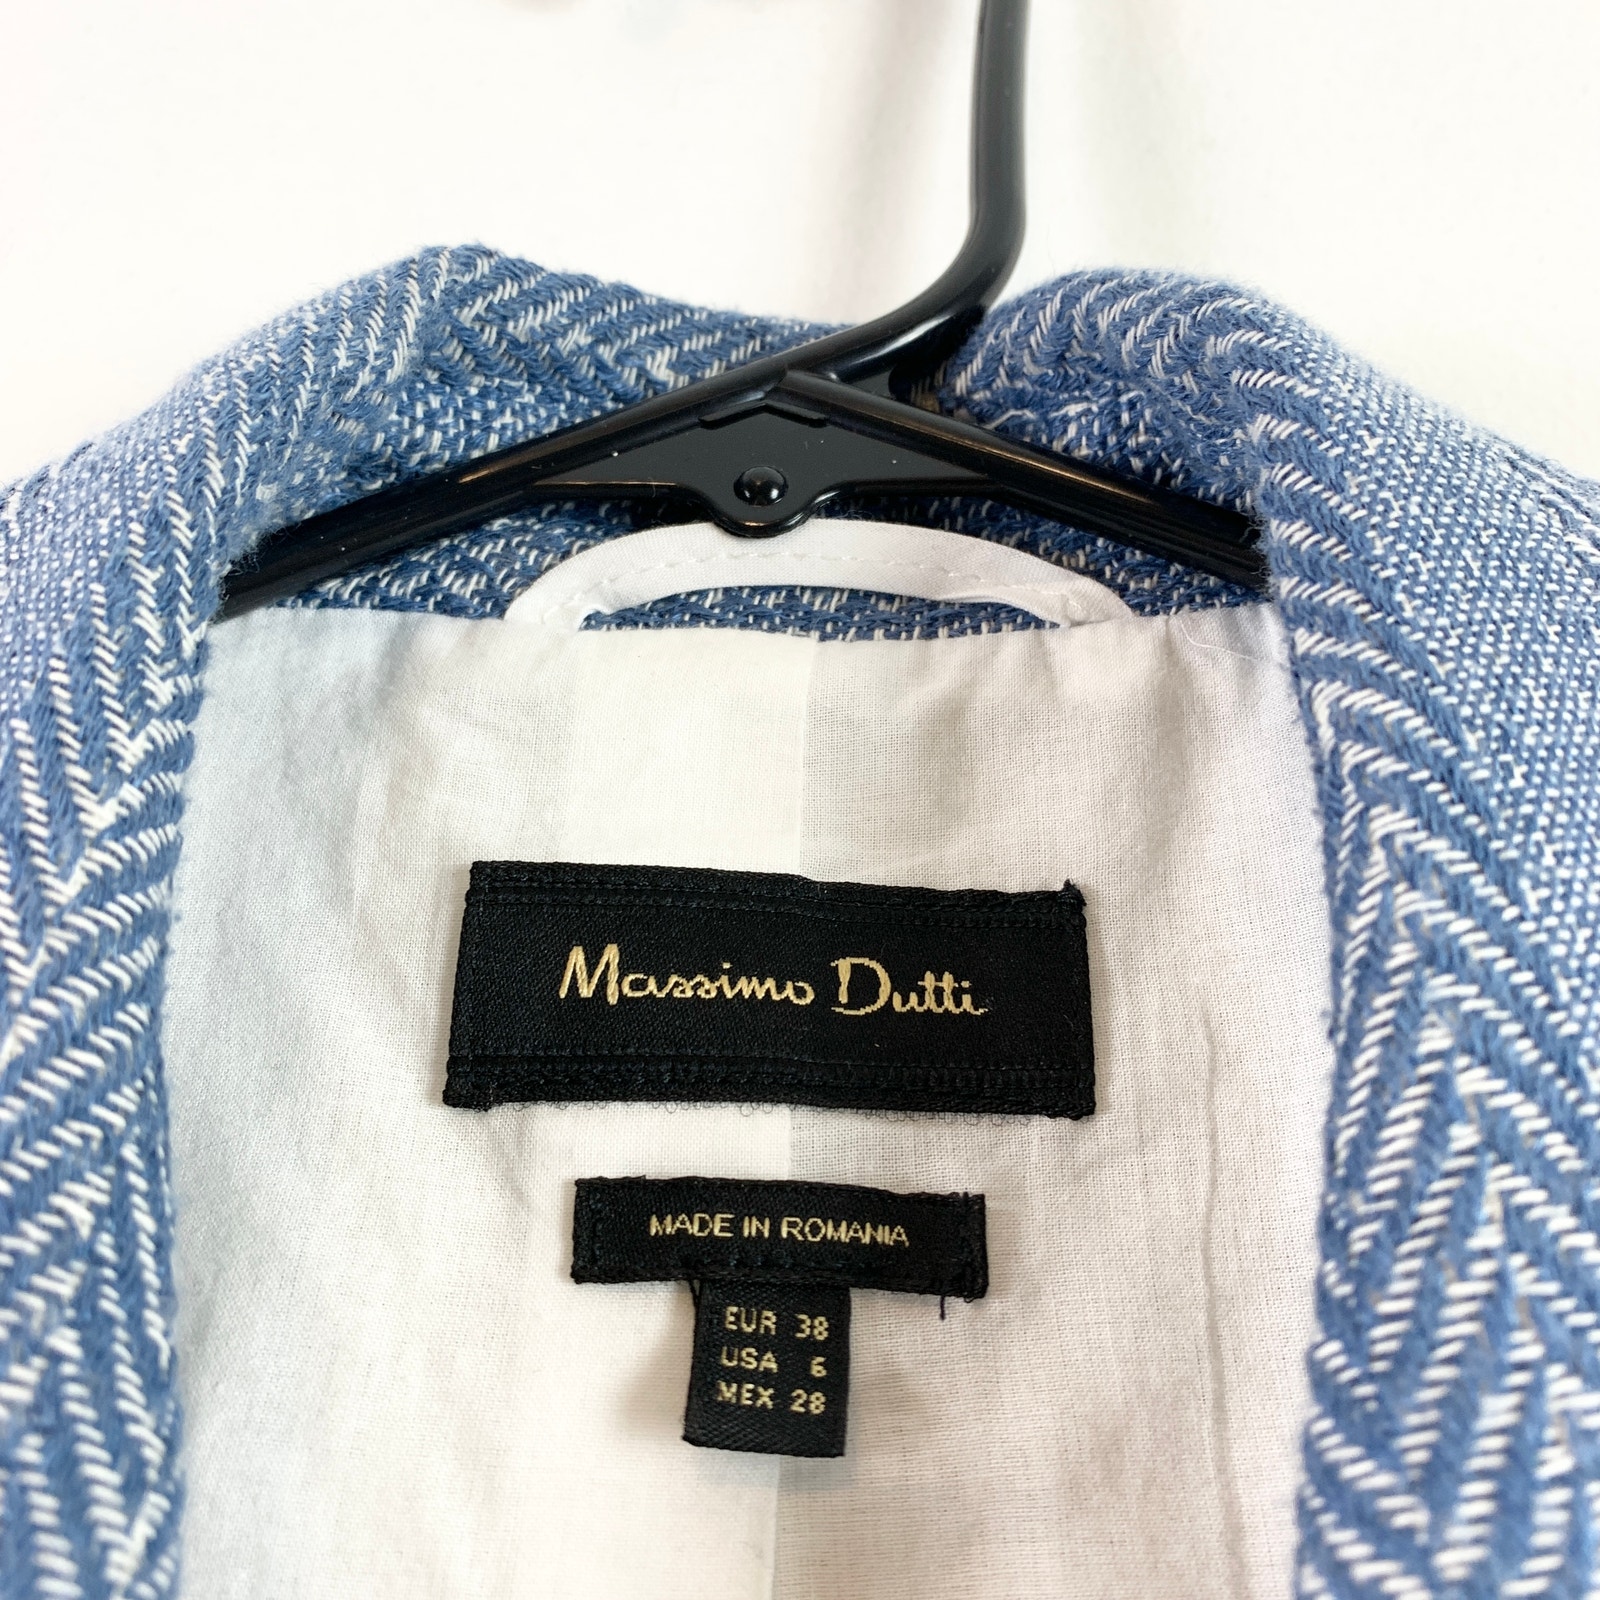 Massimo Dutti
MADE IN ROMANIA
EUR 38
USA 6
MEX 28